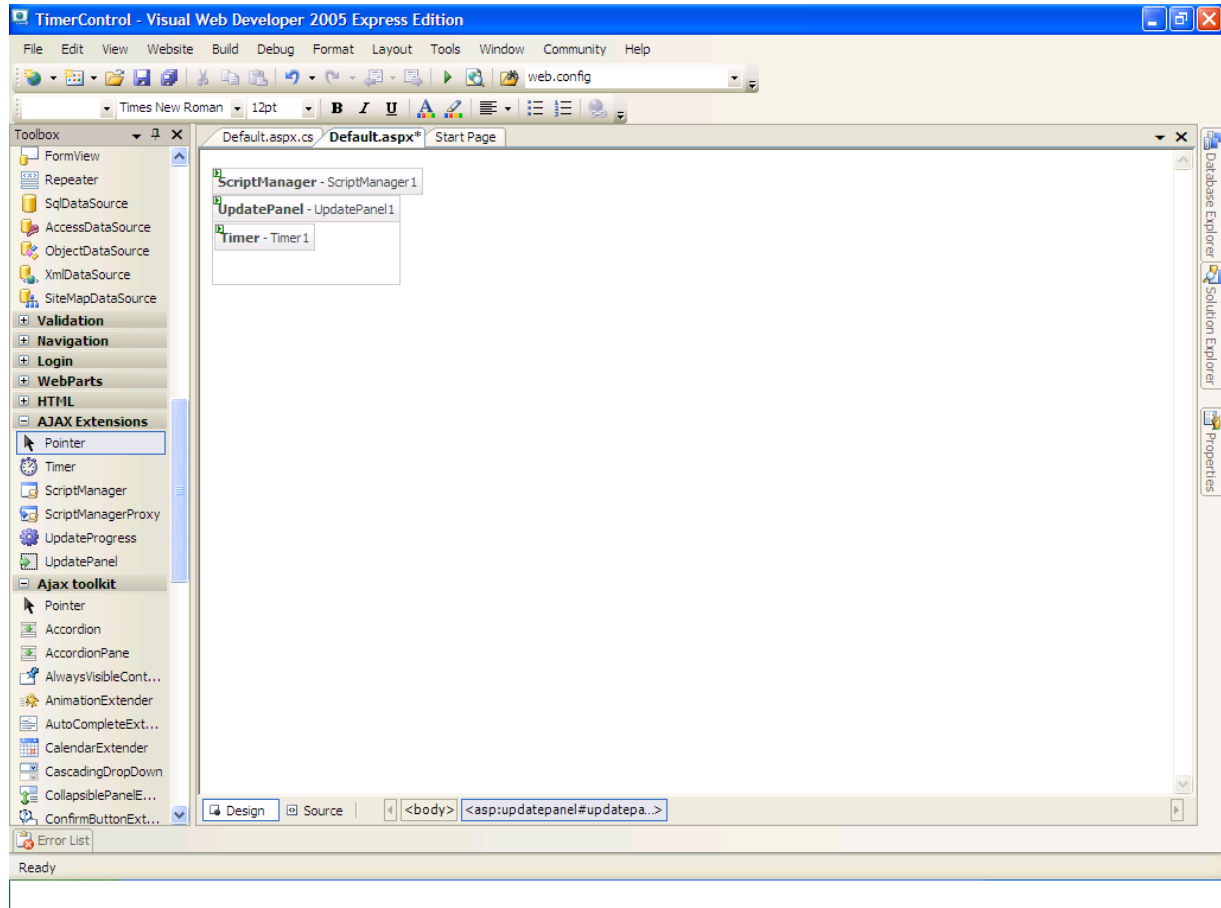 TimerControl - Visual Web Developer 2005 Express Edition
File Edit View Website Build Debug Format Layout Tools Window Community Help
web.config
Times New Roman 12pt B I U A
Toolbox
Default.aspx.cs Default.aspx* Start Page
FormView
Repeater
SqlDataSource
AccessDataSource
ObjectDataSource
XmlDataSource
SiteMapDataSource
Validation
Navigation
Login
WebParts
HTML
AJAX Extensions
Pointer
Timer
ScriptManager
ScriptManagerProxy
UpdateProgress
UpdatePanel
Ajax toolkit
Pointer
Accordion
AccordionPane
AlwaysVisibleCont...
AnimationExtender
AutoCompleteExt...
CalendarExtender
CascadingDropDown
CollapsiblePanelE...
ConfirmButtonExt...
ScriptManager - ScriptManager1
UpdatePanel - UpdatePanel1
Timer - Timer1
Design Source <body> <asp:updatepanel#updatepa...>
Database Explorer
Solution Explorer
Properties
Error List
Ready